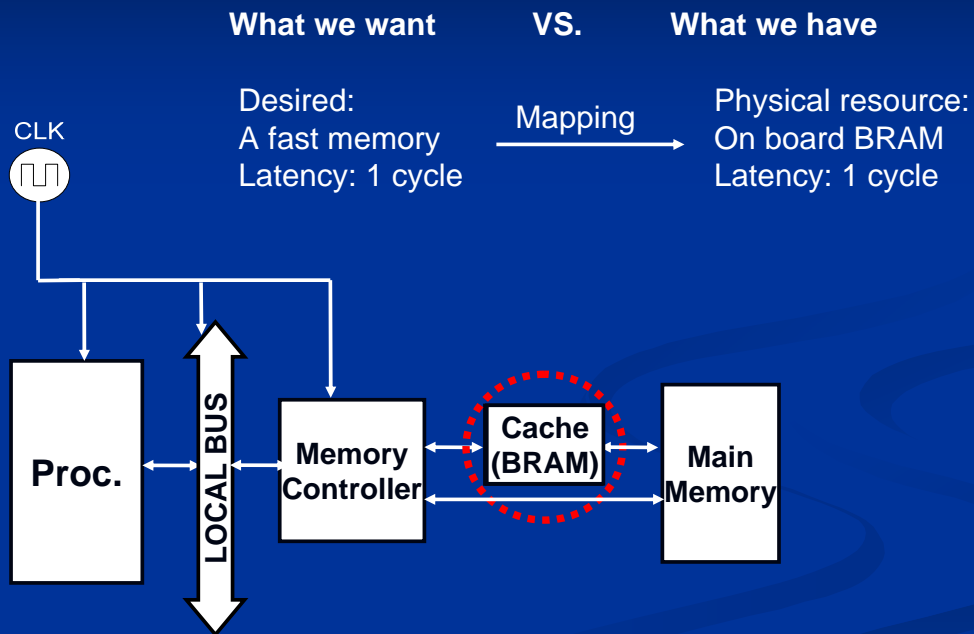 What we want VS. What we have
Desired:
A fast memory
Latency: 1 cycle
Mapping
Physical resource:
On board BRAM
Latency: 1 cycle
CLK
Proc.
LOCAL BUS
Memory
Controller
Cache
(BRAM)
Main
Memory